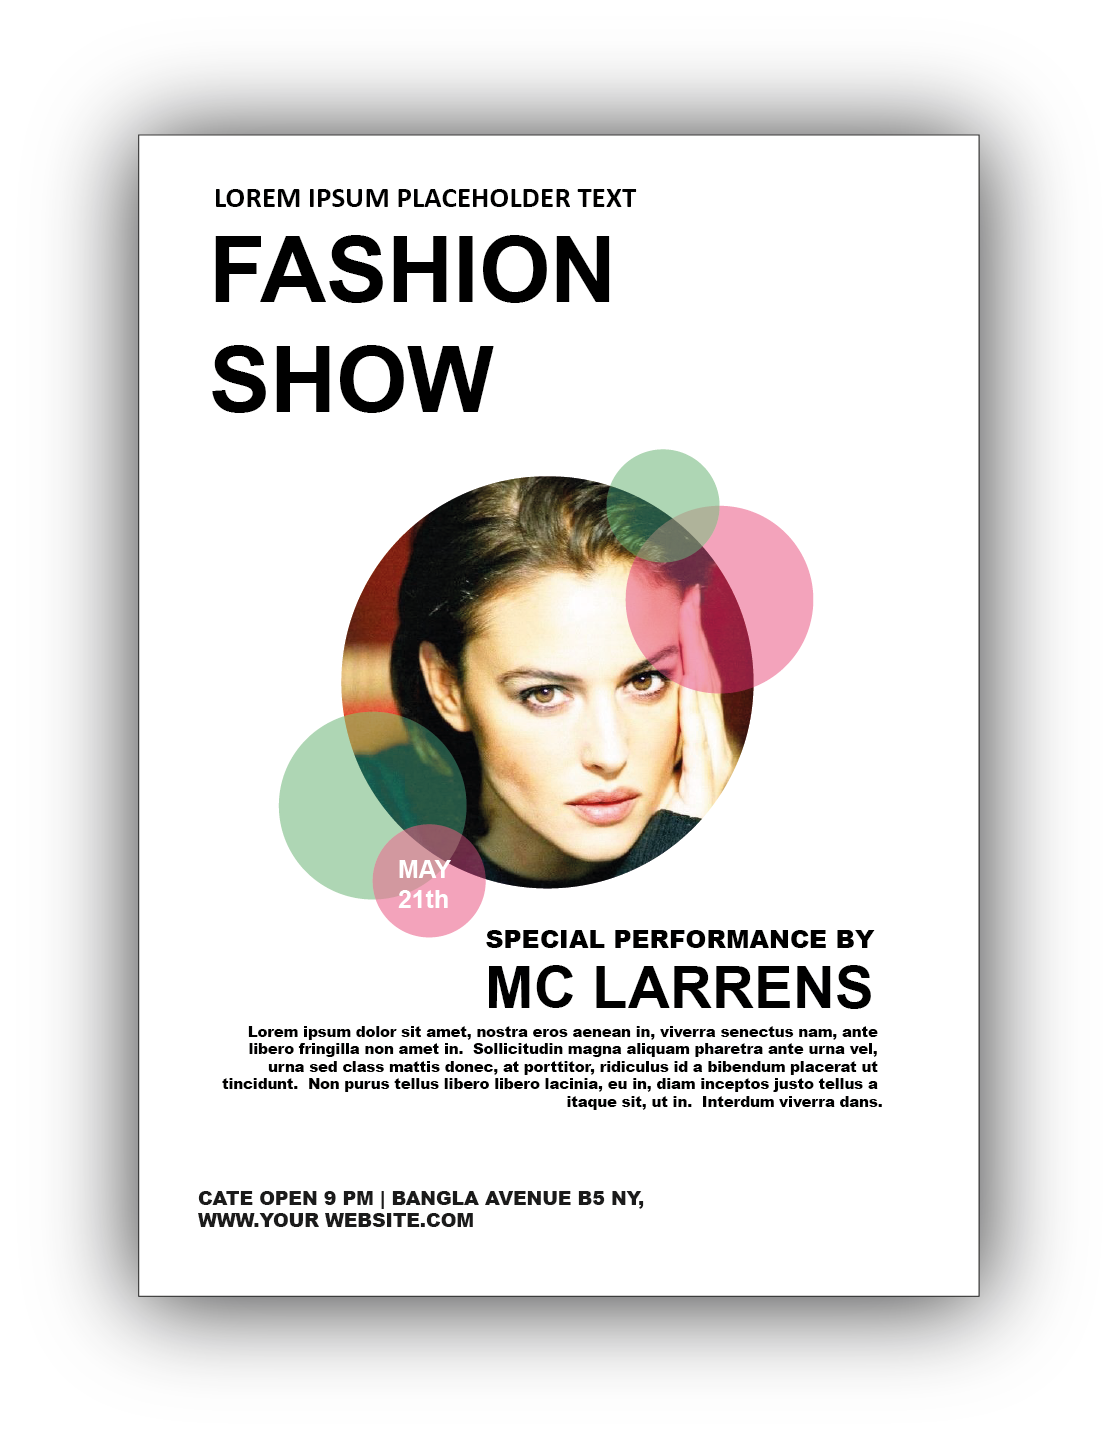 LOREM IPSUM PLACEHOLDER TEXT
FASHION
SHOW
MAY
21th
SPECIAL PERFORMANCE BY
MC LARRENS
Lorem ipsum dolor sit amet, nostra eros aenean in, viverra senectus nam, ante
libero fringilla non amet in.  Sollicitudin magna aliquam pharetra ante urna vel,
urna sed class mattis donec, at porttitor, ridiculus id a bibendum placerat ut
tincidunt.  Non purus tellus libero libero lacinia, eu in, diam inceptos justo tellus a
itaque sit, ut in.  Interdum viverra dans.
CATE OPEN 9 PM | BANGLA AVENUE B5 NY,
WWW.YOUR WEBSITE.COM